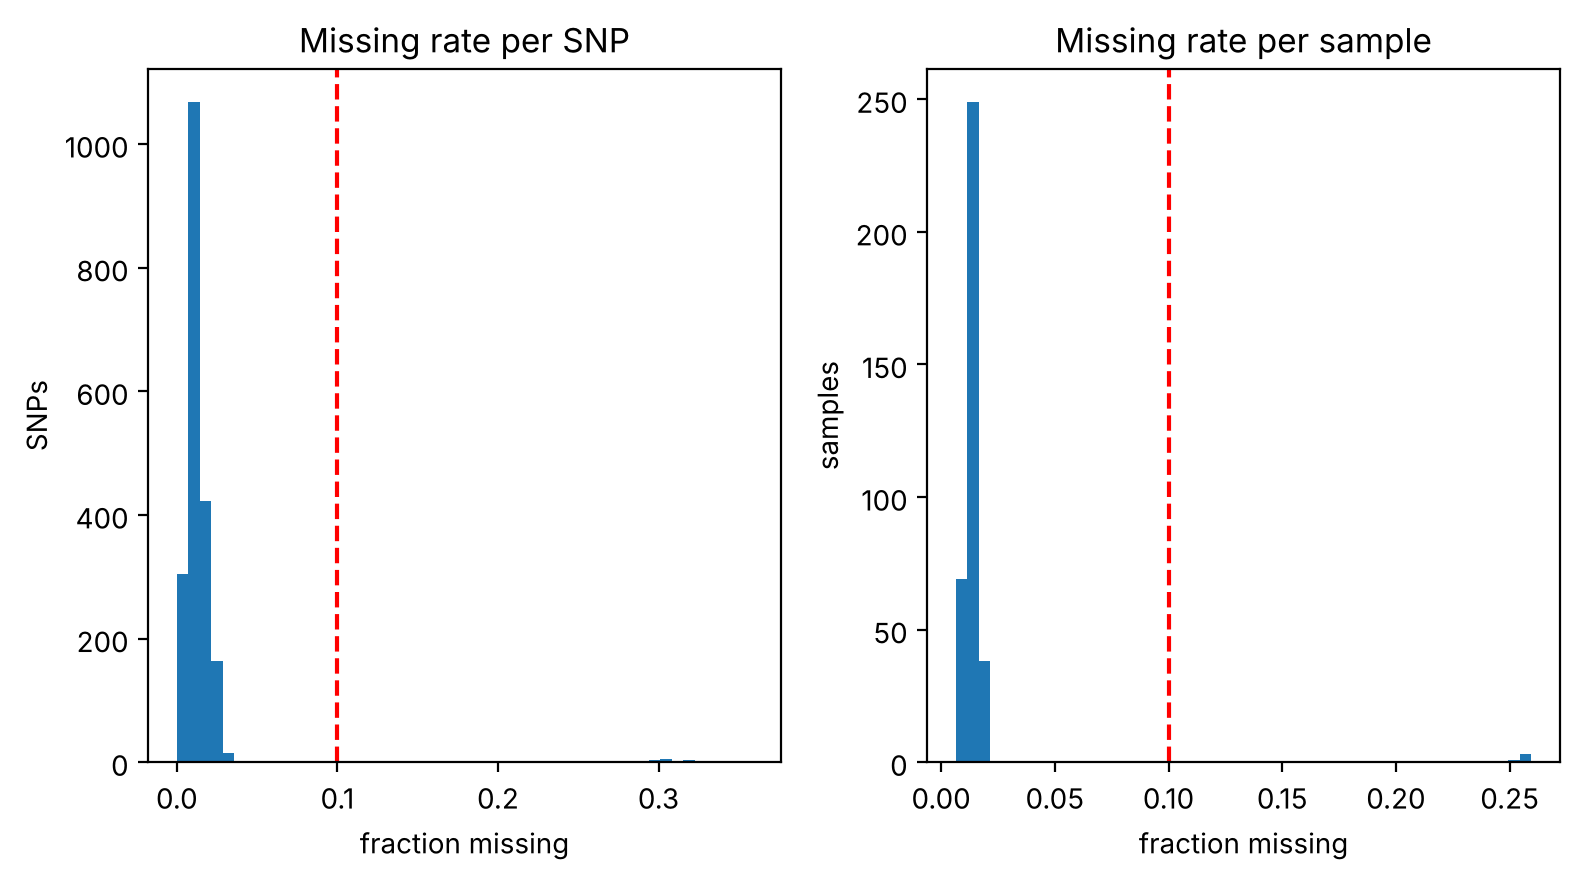 Missing rate per SNP
SNPs
1000
800
600
400
200
0
0.0 0.1 0.2 0.3
fraction missing
Missing rate per sample
samples
250
200
150
100
50
0
0.00 0.05 0.10 0.15 0.20 0.25
fraction missing